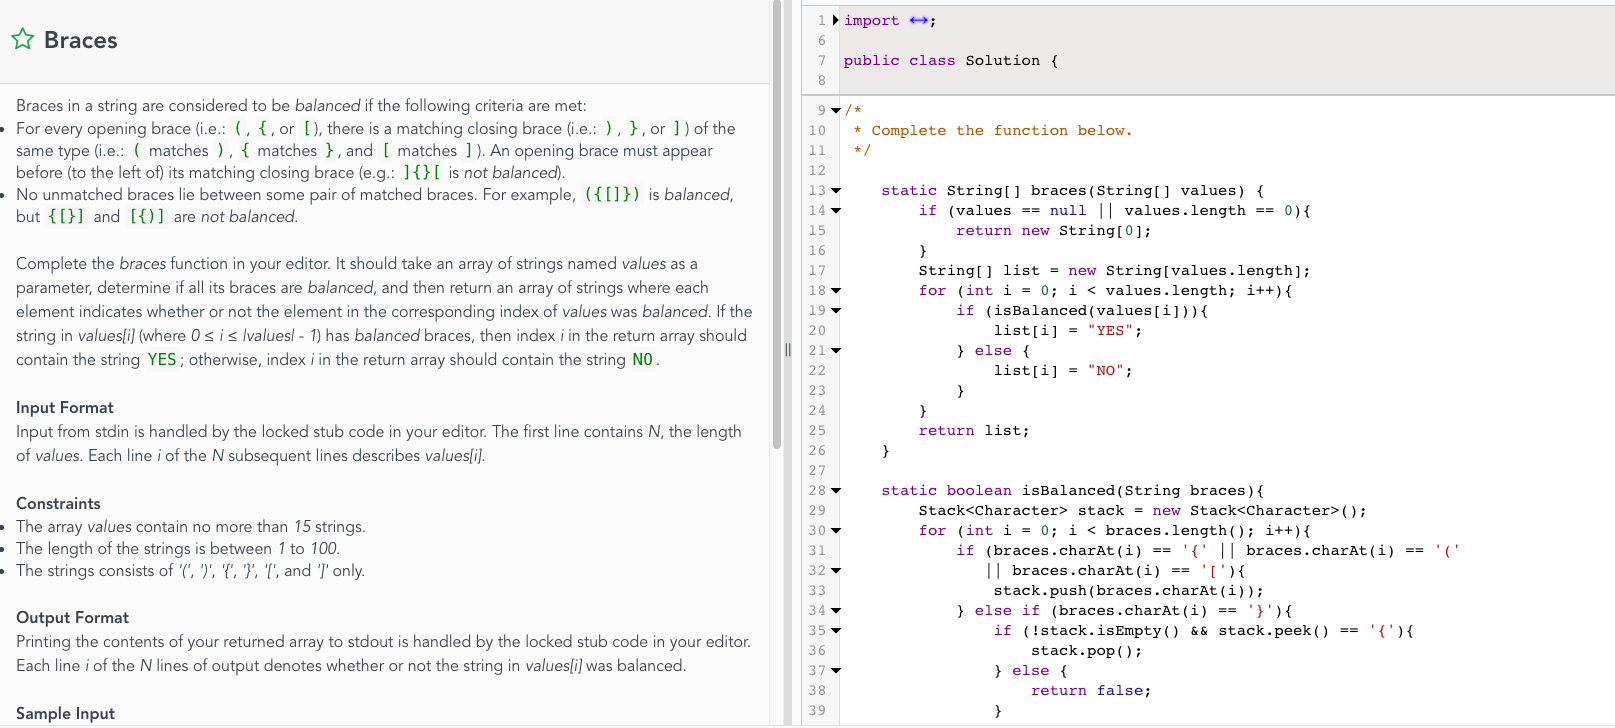 Braces
Braces in a string are considered to be balanced if the following criteria are met:
• For every opening brace (i.e.: ( , { , or [ ), there is a matching closing brace (i.e.: ) , } , or ] ) of the
same type (i.e.: ( matches ) , { matches } , and [ matches ] ). An opening brace must appear
before (to the left of) its matching closing brace (e.g.: ]{}[ is not balanced).
• No unmatched braces lie between some pair of matched braces. For example, ({[]}) is balanced,
but {[}] and [{)] are not balanced.
Complete the braces function in your editor. It should take an array of strings named values as a
parameter, determine if all its braces are balanced, and then return an array of strings where each
element indicates whether or not the element in the corresponding index of values was balanced. If the
string in values[i] (where 0 ≤ i ≤ |values| - 1) has balanced braces, then index i in the return array should
contain the string YES ; otherwise, index i in the return array should contain the string NO .
Input Format
Input from stdin is handled by the locked stub code in your editor. The first line contains N, the length
of values. Each line i of the N subsequent lines describes values[i].
Constraints
• The array values contain no more than 15 strings.
• The length of the strings is between 1 to 100.
• The strings consists of '(', ')', '{', '}', '[', and ']' only.
Output Format
Printing the contents of your returned array to stdout is handled by the locked stub code in your editor.
Each line i of the N lines of output denotes whether or not the string in values[i] was balanced.
Sample Input
1 import ↔;
6
7 public class Solution {
8
9 /*
10 * Complete the function below.
11 */
12
13 static String[] braces(String[] values) {
14 if (values == null || values.length == 0){
15 return new String[0];
16 }
17 String[] list = new String[values.length];
18 for (int i = 0; i < values.length; i++){
19 if (isBalanced(values[i])){
20 list[i] = "YES";
21 } else {
22 list[i] = "NO";
23 }
24 }
25 return list;
26 }
27
28 static boolean isBalanced(String braces){
29 Stack<Character> stack = new Stack<Character>();
30 for (int i = 0; i < braces.length(); i++){
31 if (braces.charAt(i) == '{' || braces.charAt(i) == '('
32 || braces.charAt(i) == '['){
33 stack.push(braces.charAt(i));
34 } else if (braces.charAt(i) == '}'){
35 if (!stack.isEmpty() && stack.peek() == '{'){
36 stack.pop();
37 } else {
38 return false;
39 }